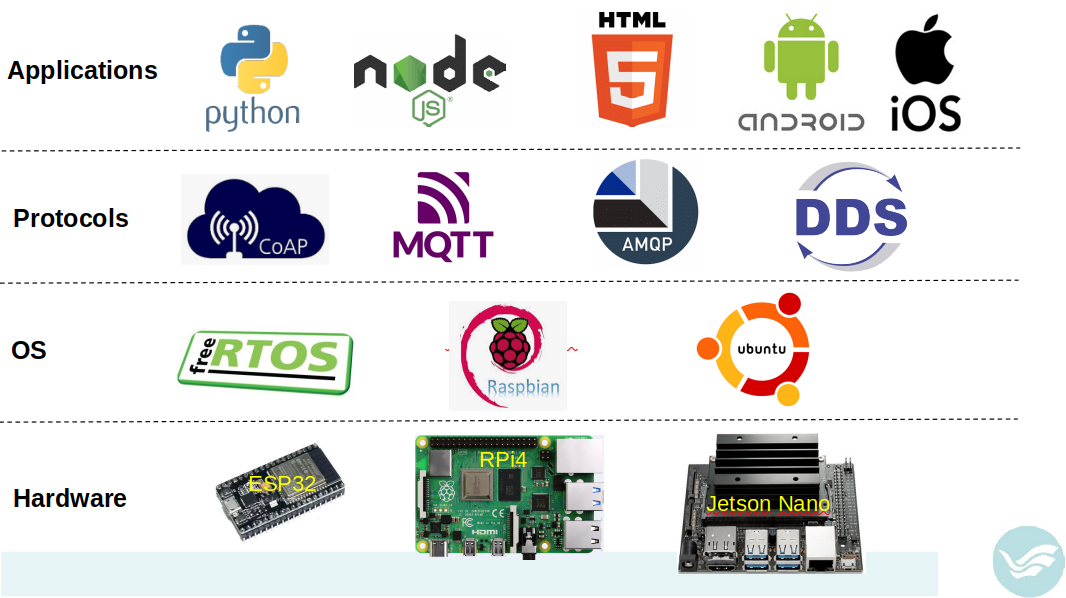 Applications
python
node
JS
®
HTML
5
ANDROID
iOS
Protocols
CoAP
MQTT
AMQP
DDS
OS
free
RTOS
Raspbian
ubuntu
Hardware
ESP32
RPi4
HDMI
Jetson Nano